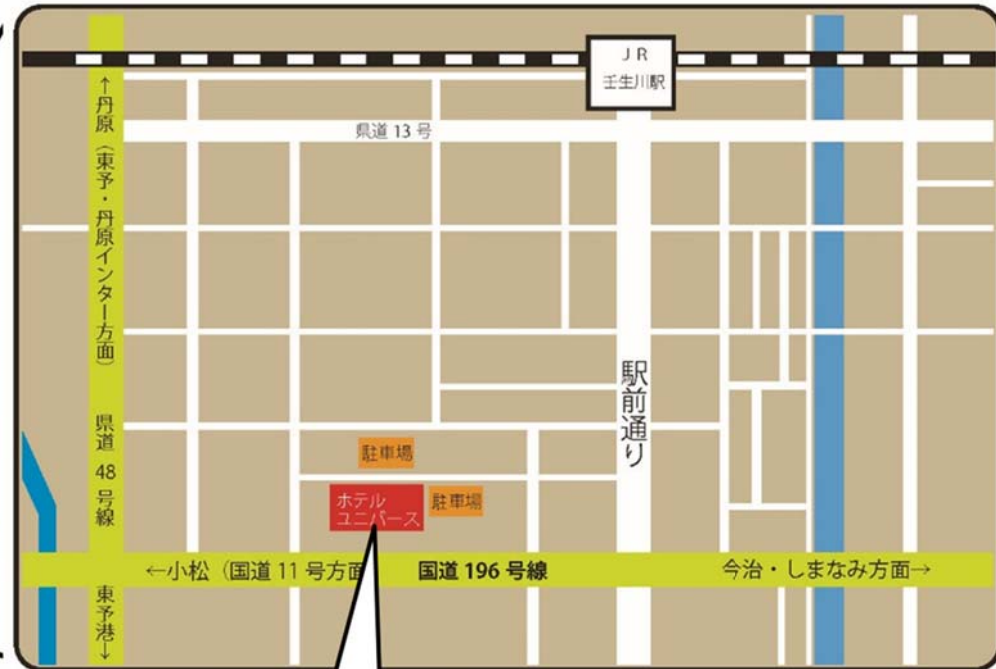 JR
壬生川駅
県道 13 号
↑丹原（東予・丹原インター方面）
県道 48 号線
東予港↓
駅前通り
駐車場
ホテル
ユニバース
駐車場
←小松（国道 11 号方面
国道 196 号線
今治・しまなみ方面→